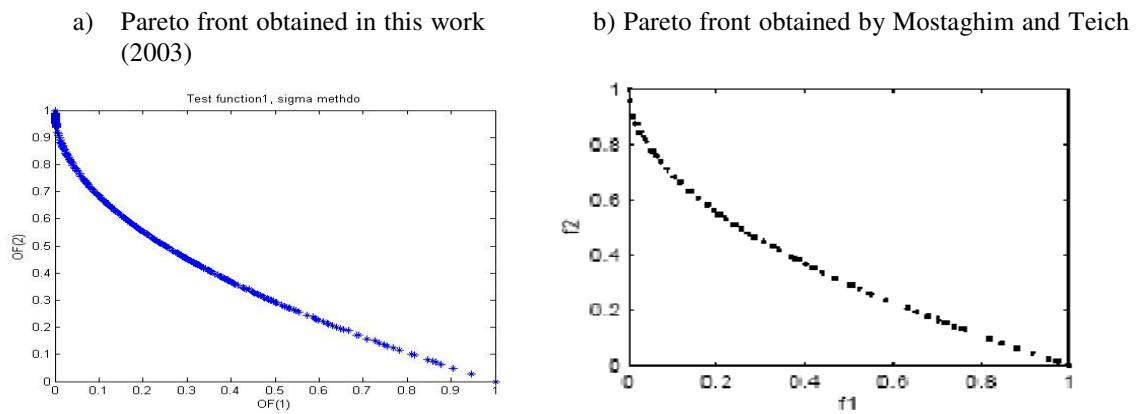 a) Pareto front obtained in this work
(2003)
b) Pareto front obtained by Mostaghim and Teich
Test function1, sigma methdo
1
0.9
0.8
0.7
0.6
0.5
0.4
0.3
0.2
0.1
0
OF(2)
0 0.1 0.2 0.3 0.4 0.5 0.6 0.7 0.8 0.9 1
OF(1)
1
0.8
0.6
0.4
0.2
0
f2
0 0.2 0.4 0.6 0.8 1
f1